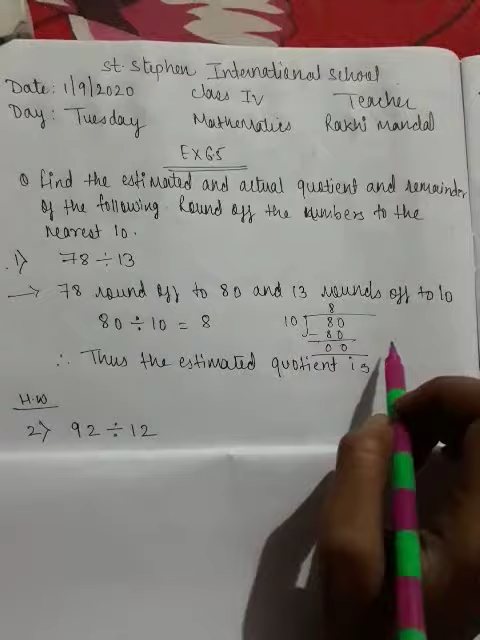 St. Stephen International School
Date: 1/9/2020 Class IV Teacher
Day: Tuesday Mathematics Rakhi Mandal
EX 65
Q Find the estimated and actual quotient and remainder
of the following. Round off the numbers to the
nearest 10.
1) 78 ÷ 13
→ 78 round off to 80 and 13 rounds off to 10
8
80 ÷ 10 = 8 10 80
- 80
00
∴ Thus the estimated quotient is
H.W
2) 92 ÷ 12